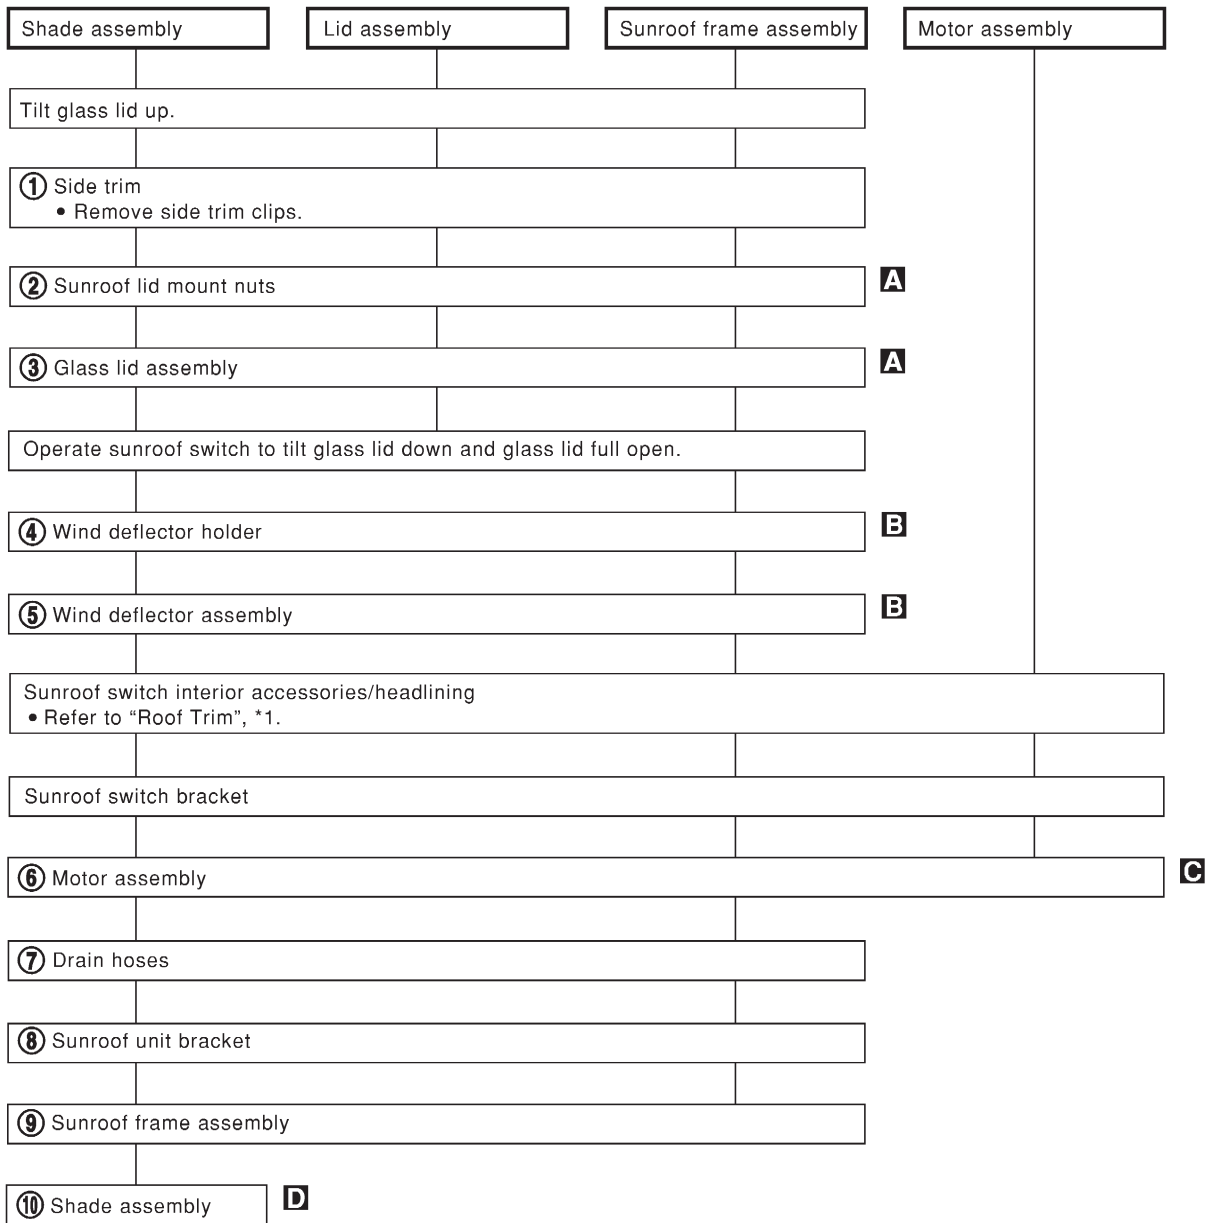 Shade assembly
Lid assembly
Sunroof frame assembly
Motor assembly
Tilt glass lid up.
① Side trim
• Remove side trim clips.
② Sunroof lid mount nuts
A
③ Glass lid assembly
A
Operate sunroof switch to tilt glass lid down and glass lid full open.
④ Wind deflector holder
B
⑤ Wind deflector assembly
B
Sunroof switch interior accessories/headlining
• Refer to “Roof Trim”, *1.
Sunroof switch bracket
⑥ Motor assembly
C
⑦ Drain hoses
⑧ Sunroof unit bracket
⑨ Sunroof frame assembly
⑩ Shade assembly
D